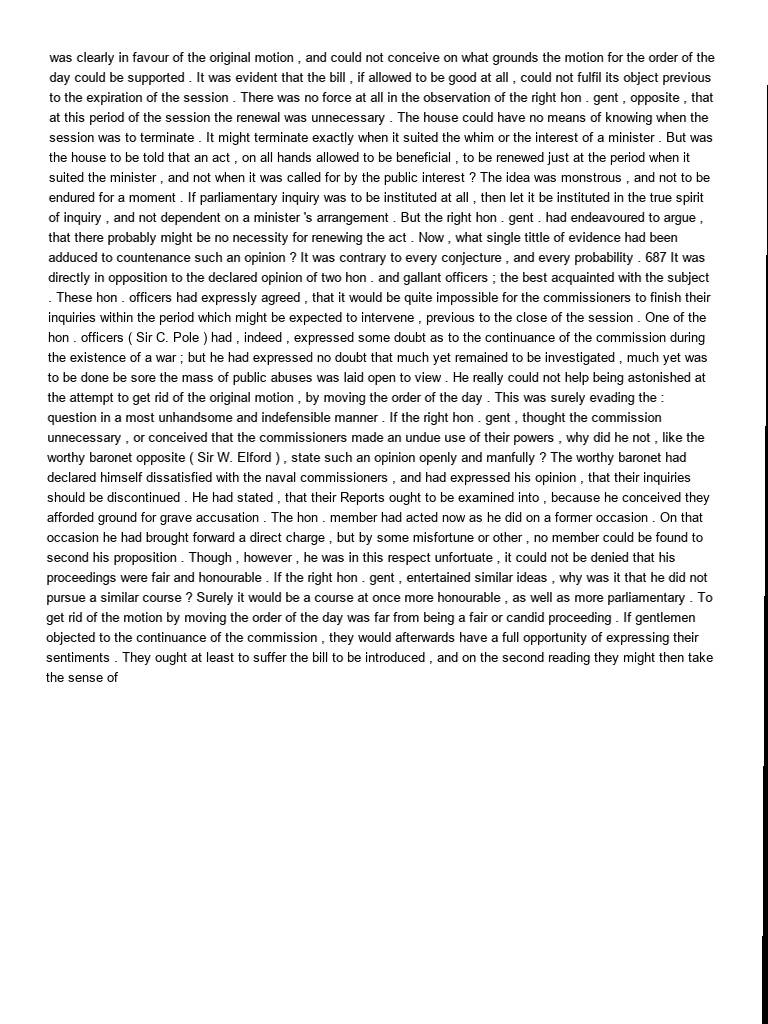 was clearly in favour of the original motion , and could not conceive on what grounds the motion for the order of the
day could be supported . It was evident that the bill , if allowed to be good at all , could not fulfil its object previous
to the expiration of the session . There was no force at all in the observation of the right hon . gent , opposite , that
at this period of the session the renewal was unnecessary . The house could have no means of knowing when the
session was to terminate . It might terminate exactly when it suited the whim or the interest of a minister . But was
the house to be told that an act , on all hands allowed to be beneficial , to be renewed just at the period when it
suited the minister , and not when it was called for by the public interest ? The idea was monstrous , and not to be
endured for a moment . If parliamentary inquiry was to be instituted at all , then let it be instituted in the true spirit
of inquiry , and not dependent on a minister 's arrangement . But the right hon . gent . had endeavoured to argue ,
that there probably might be no necessity for renewing the act . Now , what single tittle of evidence had been
adduced to countenance such an opinion ? It was contrary to every conjecture , and every probability . 687 It was
directly in opposition to the declared opinion of two hon . and gallant officers ; the best acquainted with the subject
. These hon . officers had expressly agreed , that it would be quite impossible for the commissioners to finish their
inquiries within the period which might be expected to intervene , previous to the close of the session . One of the
hon . officers ( Sir C. Pole ) had , indeed , expressed some doubt as to the continuance of the commission during
the existence of a war ; but he had expressed no doubt that much yet remained to be investigated , much yet was
to be done be sore the mass of public abuses was laid open to view . He really could not help being astonished at
the attempt to get rid of the original motion , by moving the order of the day . This was surely evading the :
question in a most unhandsome and indefensible manner . If the right hon . gent , thought the commission
unnecessary , or conceived that the commissioners made an undue use of their powers , why did he not , like the
worthy baronet opposite ( Sir W. Elford ) , state such an opinion openly and manfully ? The worthy baronet had
declared himself dissatisfied with the naval commissioners , and had expressed his opinion , that their inquiries
should be discontinued . He had stated , that their Reports ought to be examined into , because he conceived they
afforded ground for grave accusation . The hon . member had acted now as he did on a former occasion . On that
occasion he had brought forward a direct charge , but by some misfortune or other , no member could be found to
second his proposition . Though , however , he was in this respect unfortuate , it could not be denied that his
proceedings were fair and honourable . If the right hon . gent , entertained similar ideas , why was it that he did not
pursue a similar course ? Surely it would be a course at once more honourable , as well as more parliamentary . To
get rid of the motion by moving the order of the day was far from being a fair or candid proceeding . If gentlemen
objected to the continuance of the commission , they would afterwards have a full opportunity of expressing their
sentiments . They ought at least to suffer the bill to be introduced , and on the second reading they might then take
the sense of